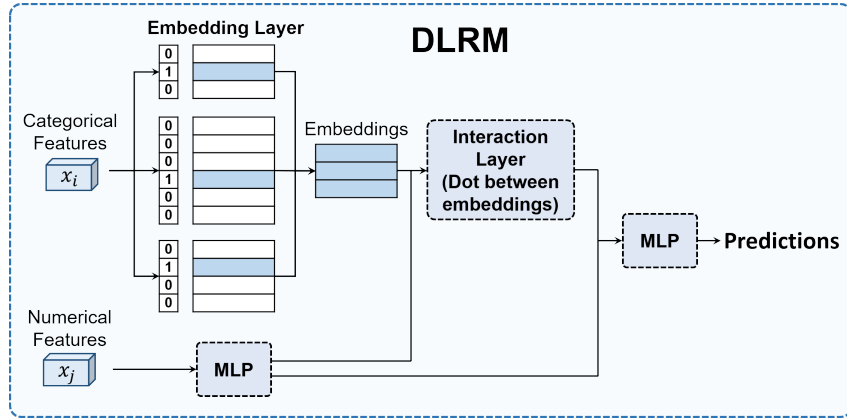 DLRM
Embedding Layer
0
1
0
Categorical
Features
x_i
0
0
0
1
0
0
0
1
0
0
Embeddings
Interaction
Layer
(Dot between
embeddings)
MLP
Predictions
Numerical
Features
x_j
MLP